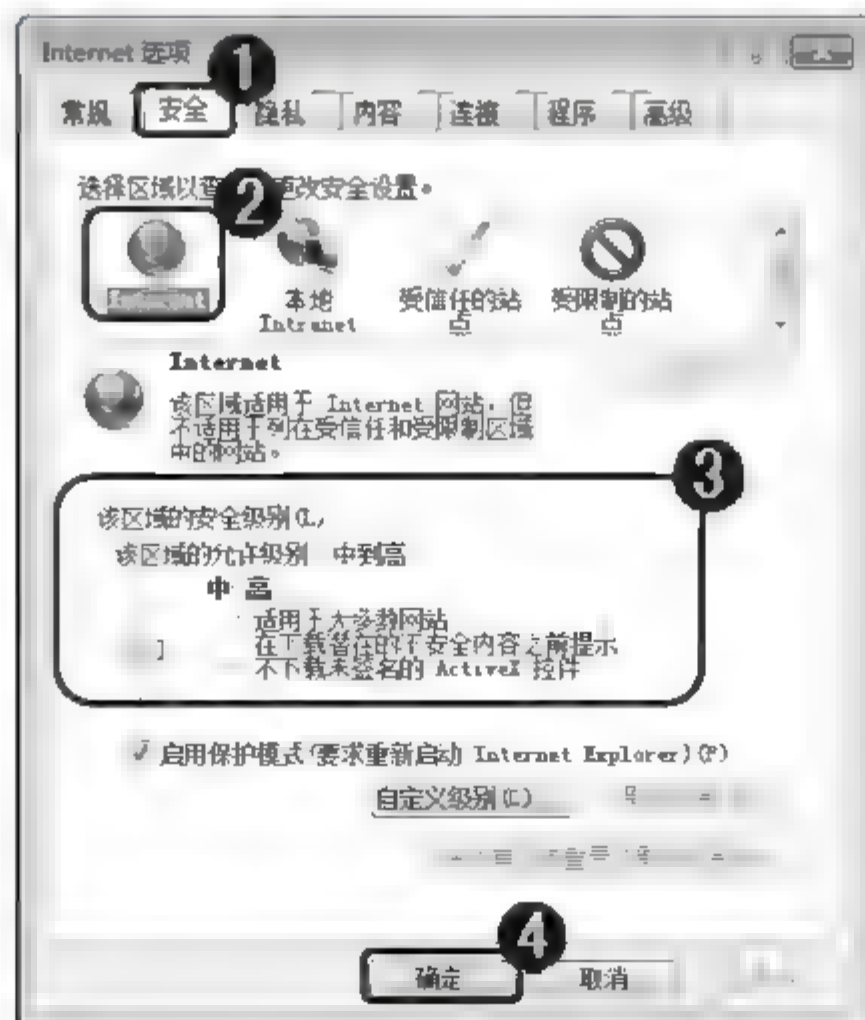 Internet 选项
1
常规 安全 隐私 内容 连接 程序 高级
选择区域以查 更改安全设置。
2
Internet
本地
Intranet
受信任的站
点
受限制的站
点
Internet
该区域适用于 Internet 网站，但
不适用于列在受信任和受限制区域
中的网站。
3
该区域的安全级别(L)
该区域的允许级别 中到高
中 高
适用于大多数网站
在下载潜在的不安全内容之前提示
不下载未签名的 ActiveX 控件
启用保护模式(要求重新启动 Internet Explorer)(P)
自定义级别(C)
4
确定 取消